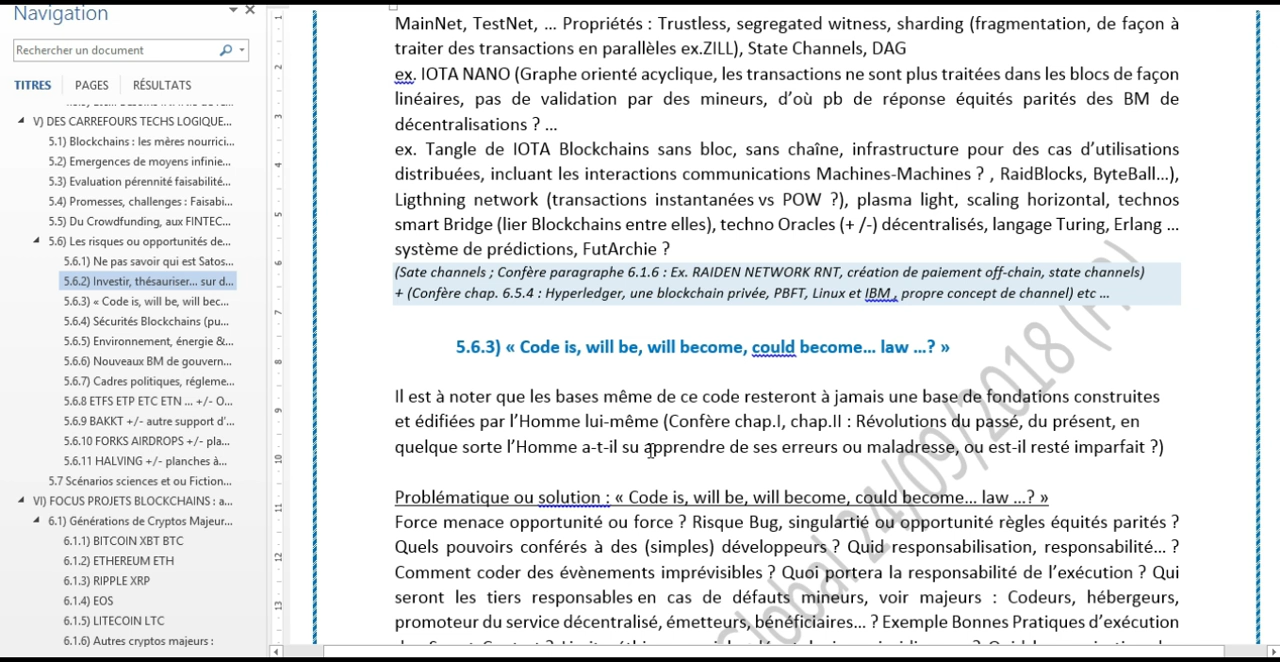 Navigation
Rechercher un document
TITRES PAGES RÉSULTATS
V) DES CARREFOURS TECHS LOGIQUE...
5.1) Blockchains : les mères nourrici...
5.2) Emergences de moyens infinie...
5.3) Evaluation pérennité faisabilité...
5.4) Promesses, challenges : Faisabi...
5.5) Du Crowdfunding, aux FINTEC...
5.6) Les risques ou opportunités de...
5.6.1) Ne pas savoir qui est Satos...
5.6.2) Investir, thésauriser... sur d...
5.6.3) « Code is, will be, will bec...
5.6.4) Sécurités Blockchains (pu...
5.6.5) Environnement, énergie &...
5.6.6) Nouveaux BM de gouvern...
5.6.7) Cadres politiques, régleme...
5.6.8 ETFS ETP ETC ETN ... +/- O...
5.6.9 BAKKT +/- autre support d'...
5.6.10 FORKS AIRDROPS +/- pla...
5.6.11 HALVING +/- planches à...
5.7 Scénarios sciences et ou Fiction...
VI) FOCUS PROJETS BLOCKCHAINS : a...
6.1) Générations de Cryptos Majeur...
6.1.1) BITCOIN XBT BTC
6.1.2) ETHEREUM ETH
6.1.3) RIPPLE XRP
6.1.4) EOS
6.1.5) LITECOIN LTC
6.1.6) Autres cryptos majeurs :
1
2
3
4
5
6
7
8
9
10
11
12
13
MainNet, TestNet, … Propriétés : Trustless, segregated witness, sharding (fragmentation, de façon à
traiter des transactions en parallèles ex.ZILL), State Channels, DAG
ex. IOTA NANO (Graphe orienté acyclique, les transactions ne sont plus traitées dans les blocs de façon
linéaires, pas de validation par des mineurs, d’où pb de réponse équités parités des BM de
décentralisations ? …
ex. Tangle de IOTA Blockchains sans bloc, sans chaîne, infrastructure pour des cas d’utilisations
distribuées, incluant les interactions communications Machines-Machines ? , RaidBlocks, ByteBall…),
Ligthning network (transactions instantanées vs POW ?), plasma light, scaling horizontal, technos
smart Bridge (lier Blockchains entre elles), techno Oracles (+ /-) décentralisés, langage Turing, Erlang …
système de prédictions, FutArchie ?
(Sate channels ; Confère paragraphe 6.1.6 : Ex. RAIDEN NETWORK RNT, création de paiement off-chain, state channels)
+ (Confère chap. 6.5.4 : Hyperledger, une blockchain privée, PBFT, Linux et IBM , propre concept de channel) etc …
5.6.3) « Code is, will be, will become, could become… law …? »
Il est à noter que les bases même de ce code resteront à jamais une base de fondations construites
et édifiées par l’Homme lui-même (Confère chap.I, chap.II : Révolutions du passé, du présent, en
quelque sorte l’Homme a-t-il su apprendre de ses erreurs ou maladresse, ou est-il resté imparfait ?)
Problématique ou solution : « Code is, will be, will become, could become… law …? »
Force menace opportunité ou force ? Risque Bug, singulartié ou opportunité règles équités parités ?
Quels pouvoirs conférés à des (simples) développeurs ? Quid responsabilisation, responsabilité… ?
Comment coder des évènements imprévisibles ? Quoi portera la responsabilité de l’exécution ? Qui
seront les tiers responsables en cas de défauts mineurs, voir majeurs : Codeurs, hébergeurs,
promoteur du service décentralisé, émetteurs, bénéficiaires… ? Exemple Bonnes Pratiques d’exécution
Global 24/09/2018